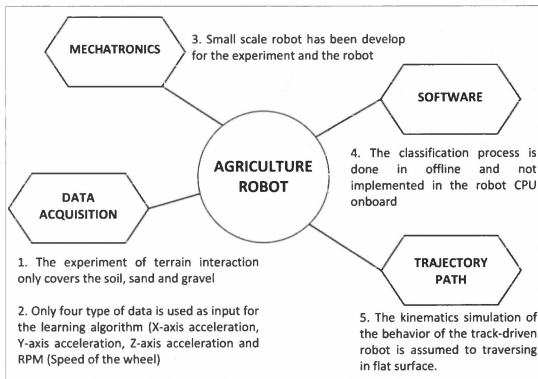 MECHATRONICS
3. Small scale robot has been develop
for the experiment and the robot
SOFTWARE
4. The classification process is
done in offline and not
implemented in the robot CPU
onboard
AGRICULTURE
ROBOT
DATA
ACQUISITION
1. The experiment of terrain interaction
only covers the soil, sand and gravel
2. Only four type of data is used as input for
the learning algorithm (X-axis acceleration,
Y-axis acceleration, Z-axis acceleration and
RPM (Speed of the wheel)
TRAJECTORY
PATH
5. The kinematics simulation of
the behavior of the track-driven
robot is assumed to traversing
in flat surface.